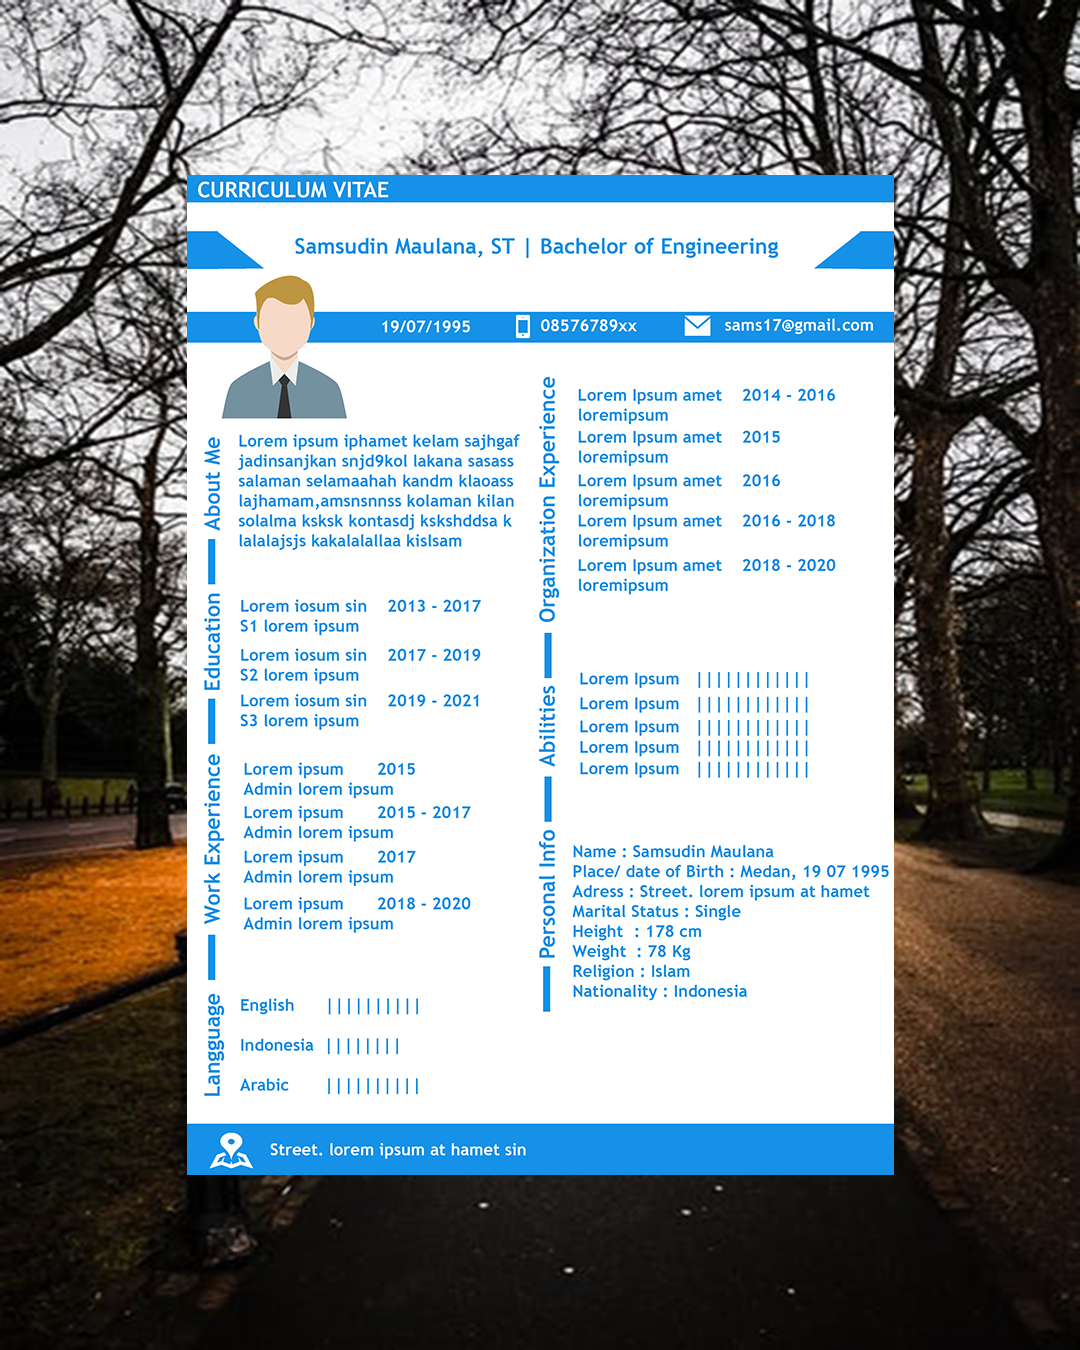 CURRICULUM VITAE
Samsudin Maulana, ST | Bachelor of Engineering
19/07/1995
08576789xx
sams17@gmail.com
About Me
Lorem ipsum iphamet kelam sajhgaf
jadinsanjkan snjd9kol lakana sasass
salaman selamaahah kandm klaoass
lajhamam,amsnsnnss kolaman kilan
solalma ksksk kontasdj kskshddsa k
lalalajsjs kakalalallaa kislsam
Education
Lorem iosum sin 2013 - 2017
S1 lorem ipsum
Lorem iosum sin 2017 - 2019
S2 lorem ipsum
Lorem iosum sin 2019 - 2021
S3 lorem ipsum
Work Experience
Lorem ipsum 2015
Admin lorem ipsum
Lorem ipsum 2015 - 2017
Admin lorem ipsum
Lorem ipsum 2017
Admin lorem ipsum
Lorem ipsum 2018 - 2020
Admin lorem ipsum
Langguage
English ||||||||||
Indonesia ||||||||
Arabic ||||||||||
Organization Experience
Lorem Ipsum amet 2014 - 2016
loremipsum
Lorem Ipsum amet 2015
loremipsum
Lorem Ipsum amet 2016
loremipsum
Lorem Ipsum amet 2016 - 2018
loremipsum
Lorem Ipsum amet 2018 - 2020
loremipsum
Abilities
Lorem Ipsum ||||||||||||
Lorem Ipsum ||||||||||||
Lorem Ipsum ||||||||||||
Lorem Ipsum ||||||||||||
Lorem Ipsum ||||||||||||
Personal Info
Name : Samsudin Maulana
Place/ date of Birth : Medan, 19 07 1995
Adress : Street. lorem ipsum at hamet
Marital Status : Single
Height : 178 cm
Weight : 78 Kg
Religion : Islam
Nationality : Indonesia
Street. lorem ipsum at hamet sin